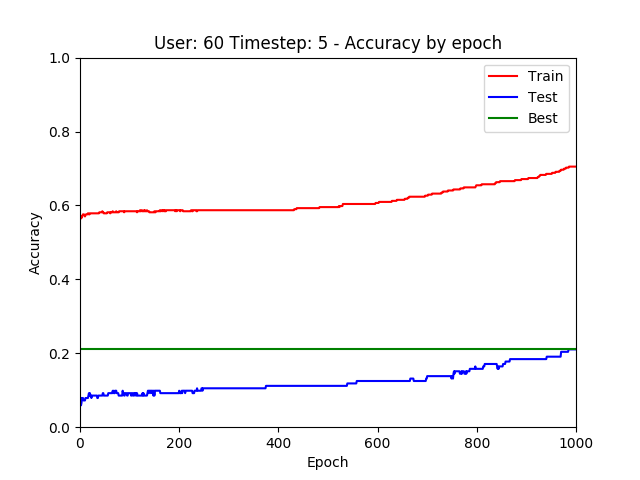 User: 60 Timestep: 5 - Accuracy by epoch
Accuracy
1.0
0.8
0.6
0.4
0.2
0.0
Train
Test
Best
0 200 400 600 800 1000
Epoch